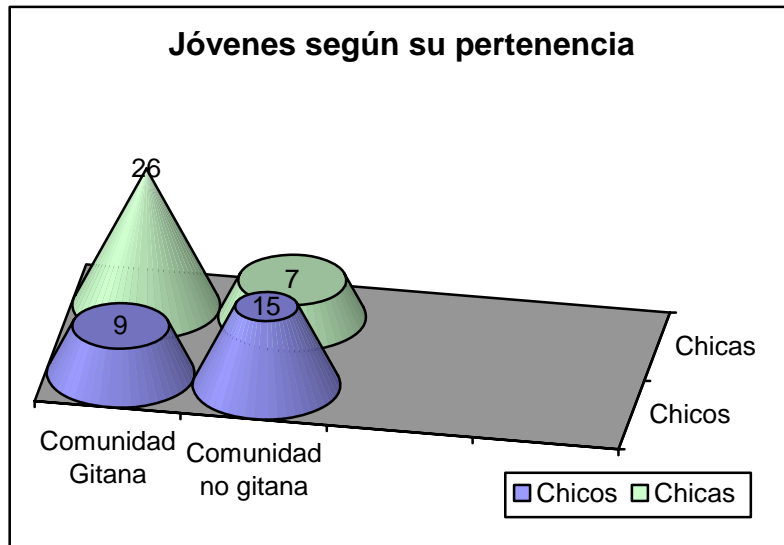 Jóvenes según su pertenencia
26
7
9
15
Chicas
Chicos
Comunidad
Gitana
Comunidad
no gitana
Chicos
Chicas